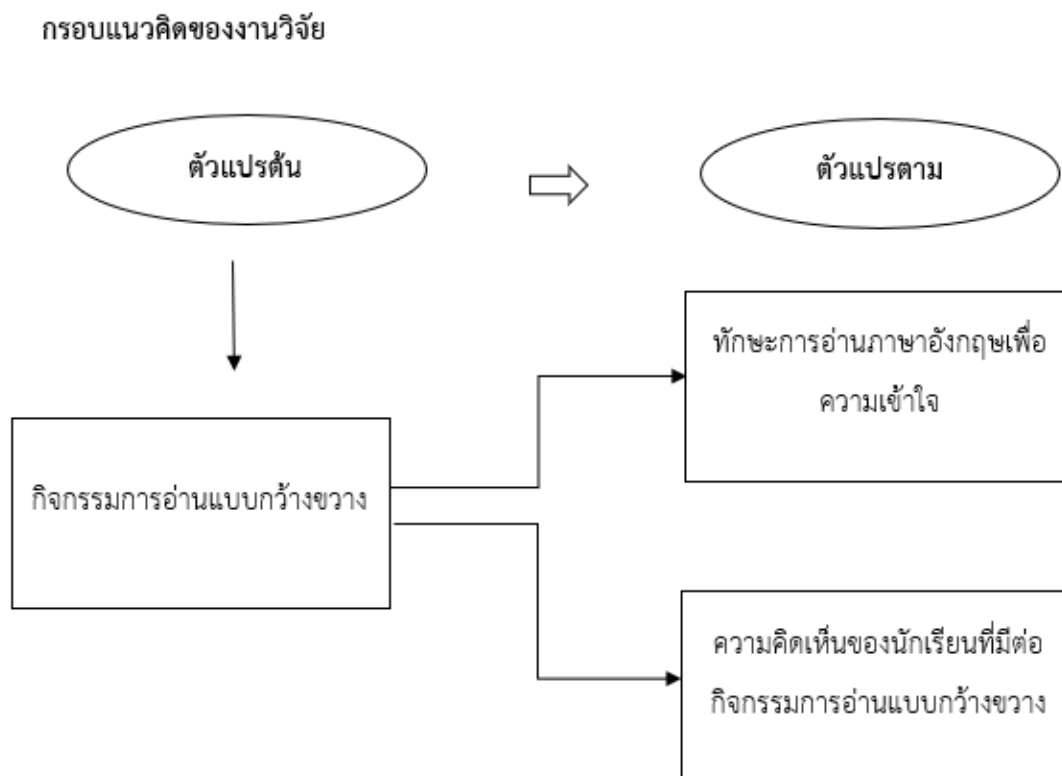 กรอบแนวคิดของงานวิจัย
ตัวแปรต้น
ตัวแปรตาม
ทักษะการอ่านภาษาอังกฤษเพื่อ
ความเข้าใจ
กิจกรรมการอ่านแบบกว้างขวาง
ความคิดเห็นของนักเรียนที่มีต่อ
กิจกรรมการอ่านแบบกว้างขวาง